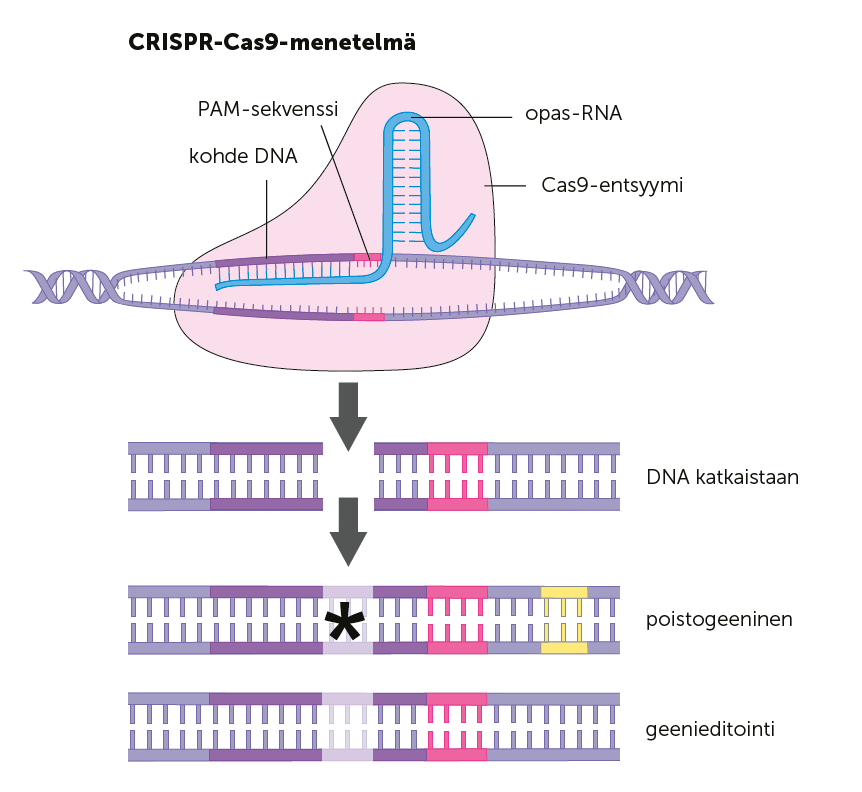 CRISPR-Cas9-menetelmä
PAM-sekvenssi
opas-RNA
kohde DNA
Cas9-entsyymi
DNA katkaistaan
*
poistogeeninen
geenieditointi